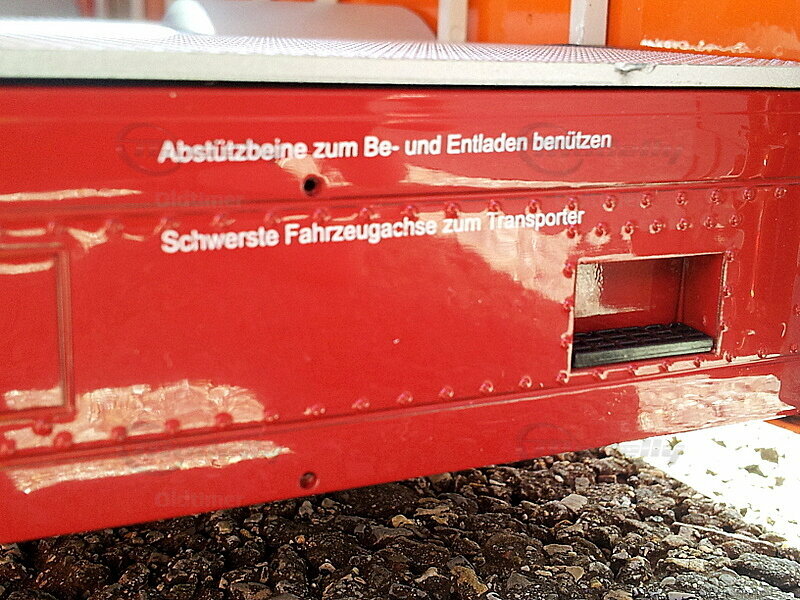 Abstützbeine zum Be- und Entladen benützen
Schwerste Fahrzeugachse zum Transporter